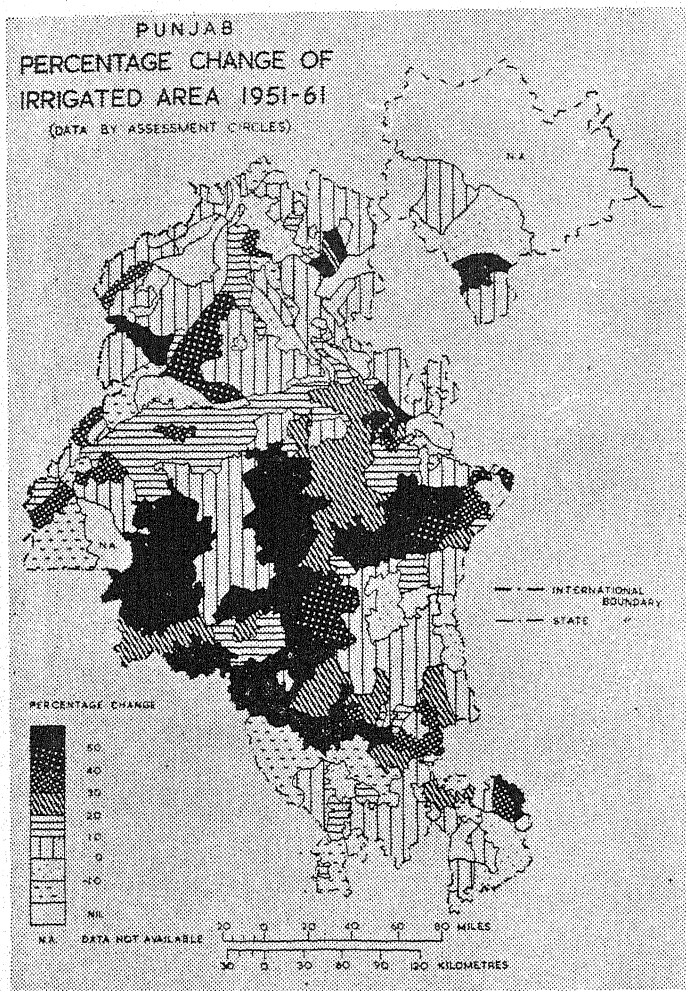 PUNJAB
PERCENTAGE CHANGE OF
IRRIGATED AREA 1951-61
(DATA BY ASSESSMENT CIRCLES)
N.A.
N.A.
INTERNATIONAL
BOUNDARY
STATE "
PERCENTAGE CHANGE
50
40
30
20
10
0
-10
NIL
N.A. DATA NOT AVAILABLE
20 0 20 40 60 80 MILES
30 0 30 60 90 120 KILOMETRES